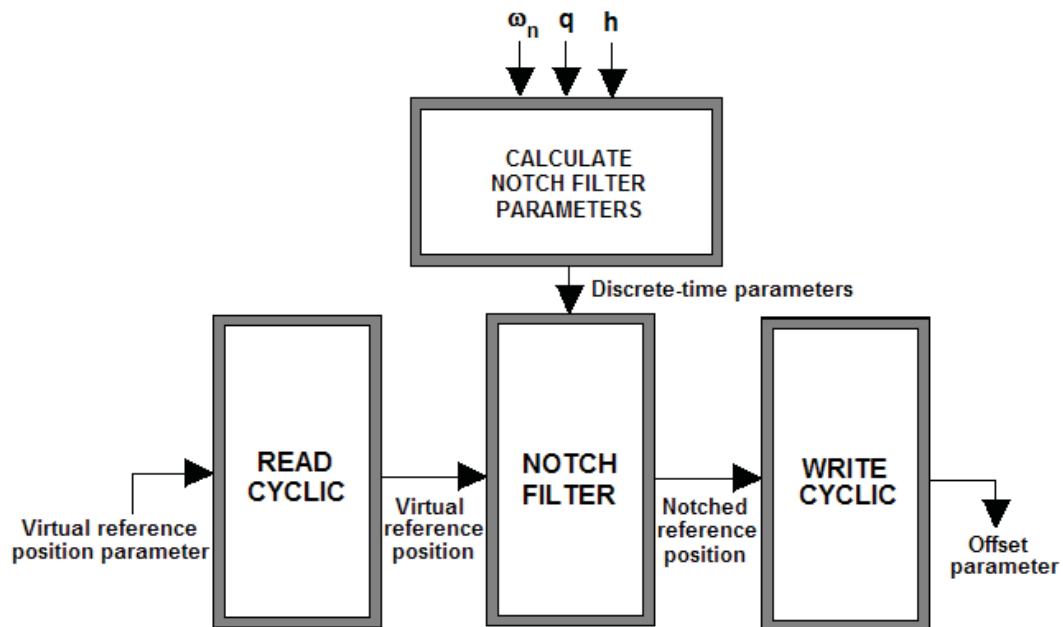 ωn q h
CALCULATE
NOTCH FILTER
PARAMETERS
Discrete-time parameters
READ
CYCLIC
NOTCH
FILTER
WRITE
CYCLIC
Virtual reference
position parameter
Virtual
reference
position
Notched
reference
position
Offset
parameter